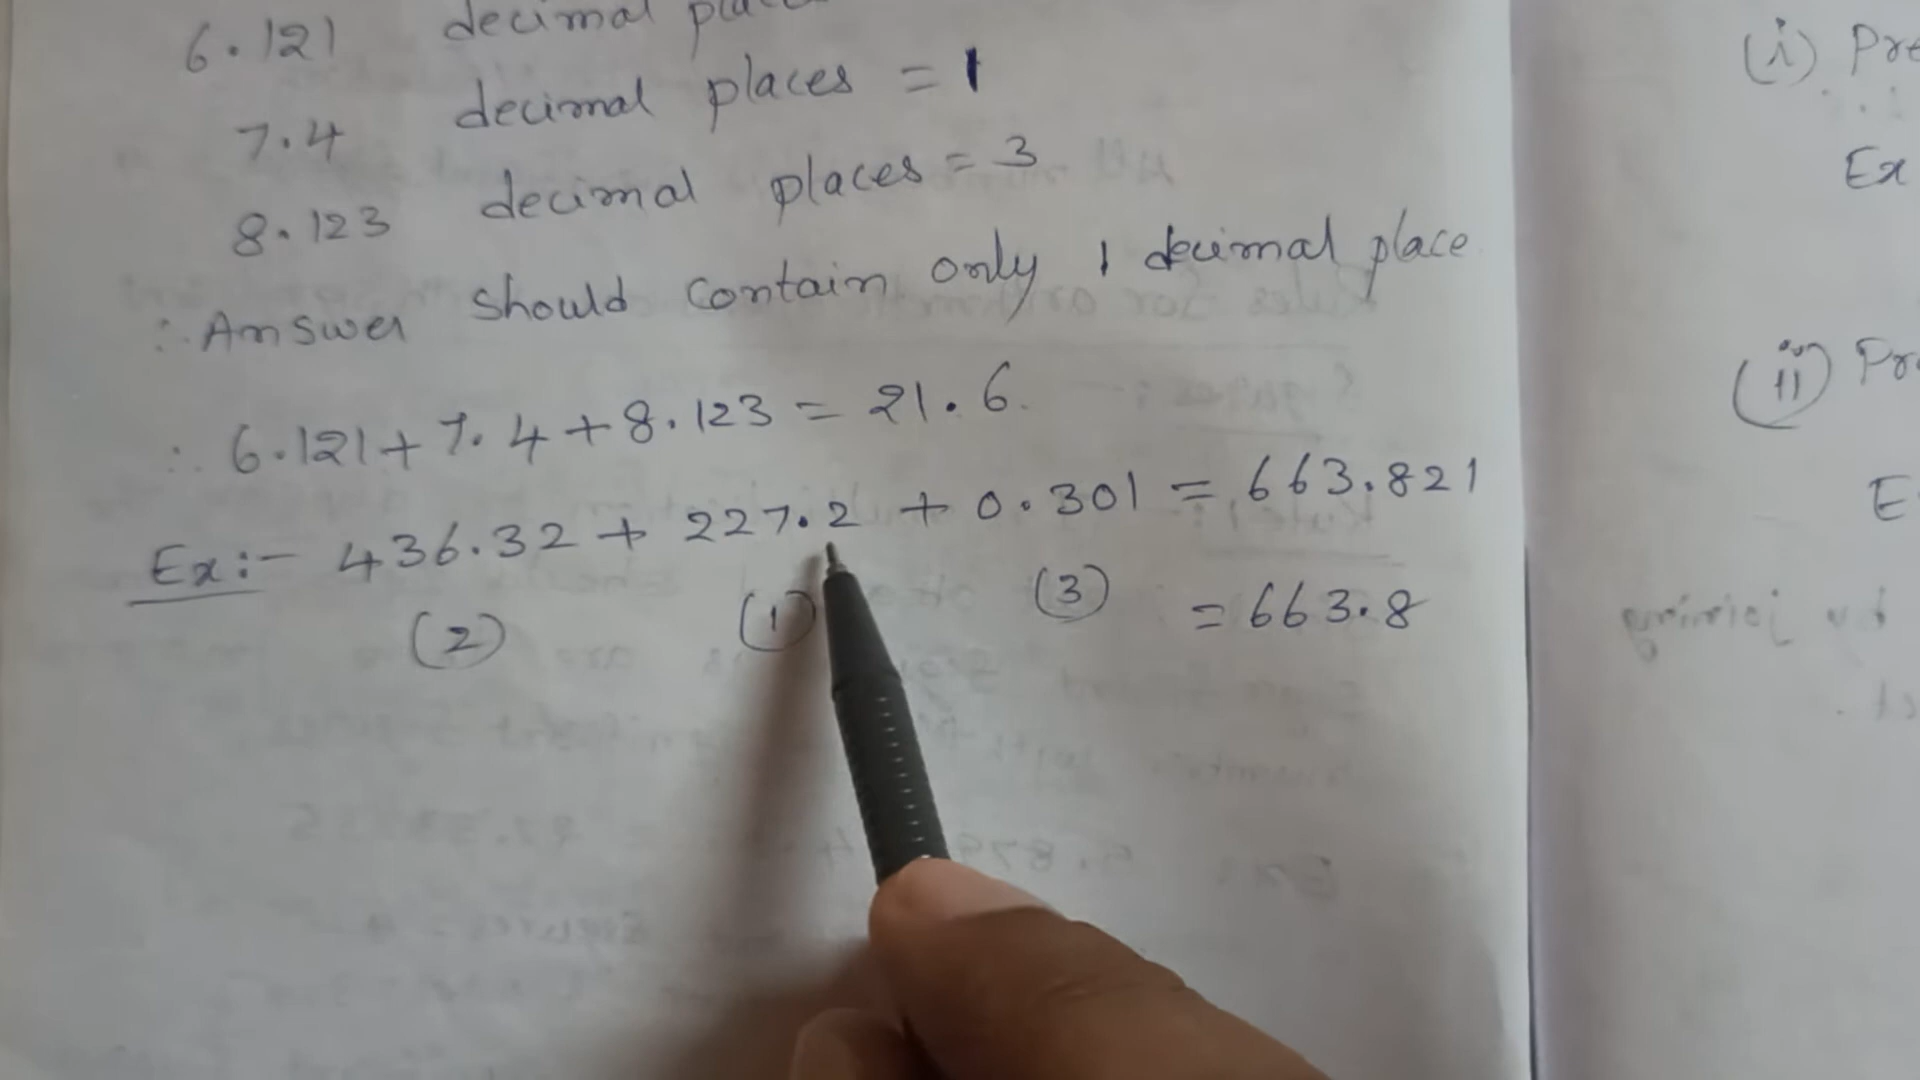 6.121 decimal
7.4 decimal places = 1
8.123 decimal places = 3
∴ Answer should contain only 1 decimal place
∴ 6.121 + 7.4 + 8.123 = 21.6.
Ex:- 436.32 + 227.2 + 0.301 = 663.821
(2) (1) (3) = 663.8
(i)
Ex
(ii)